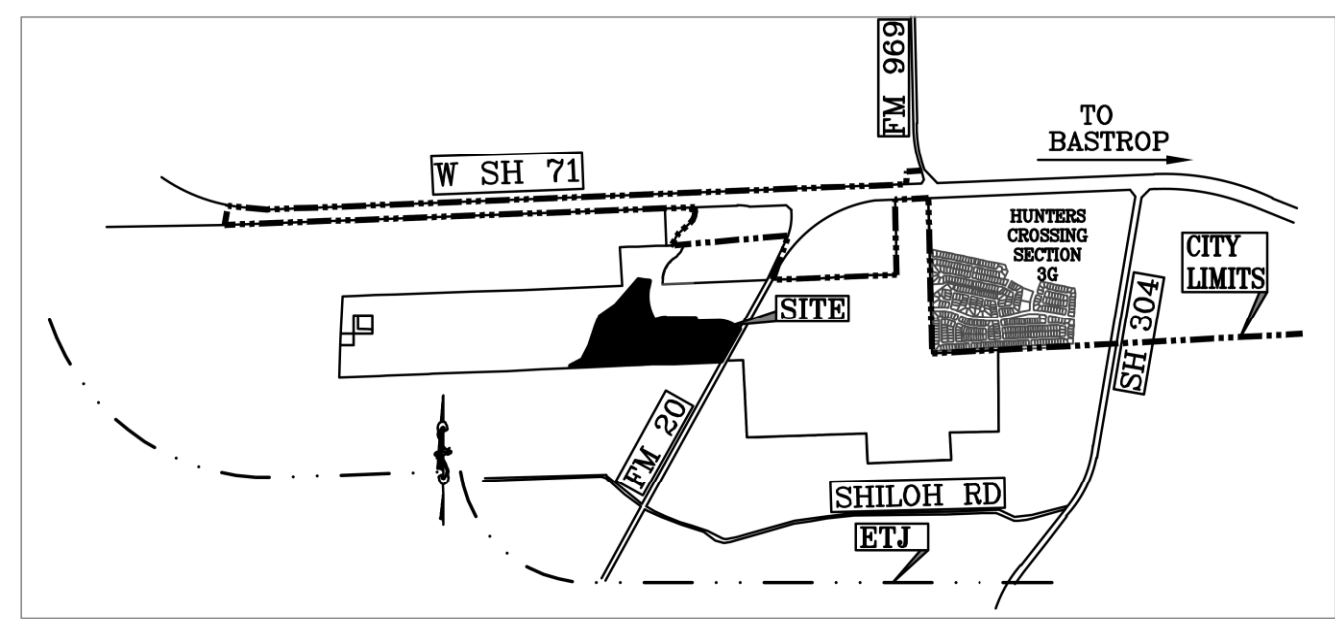 FM 969
TO
BASTROP
W SH 71
HUNTERS
CROSSING
SECTION
3G
CITY
LIMITS
SITE
SH 304
FM 20
SHILOH RD
ETJ